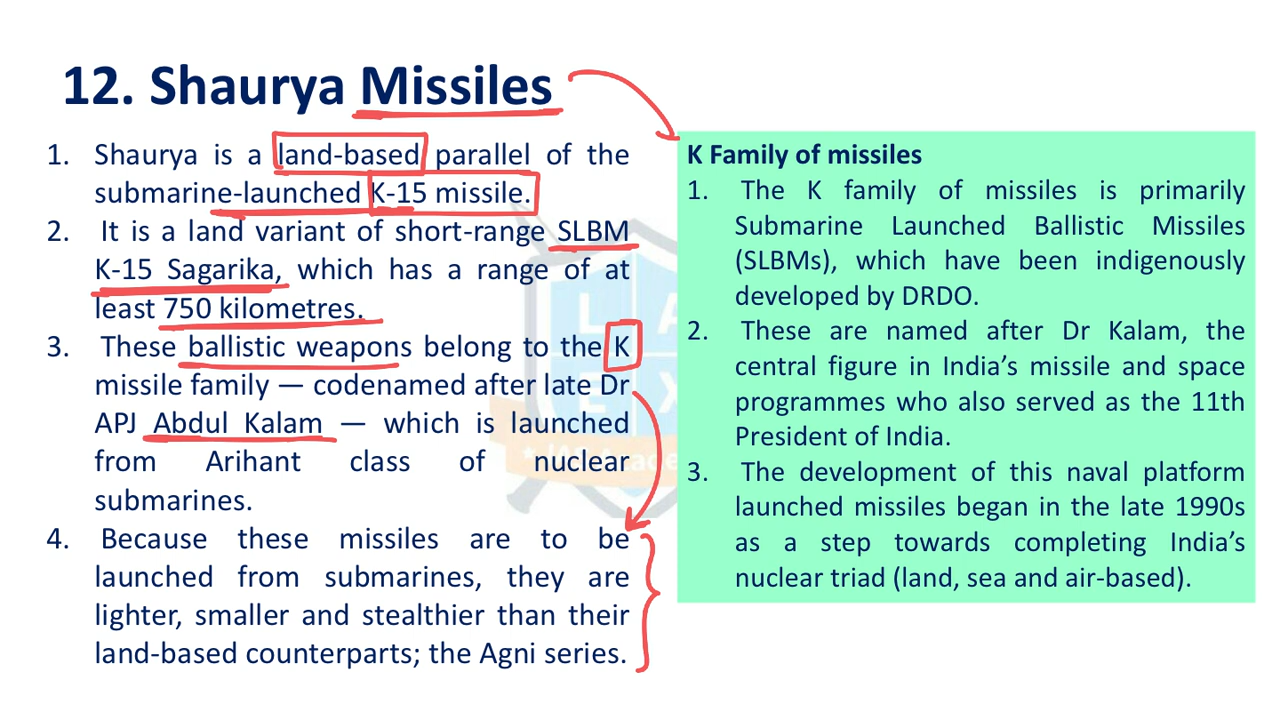 12. Shaurya Missiles
1. Shaurya is a land-based parallel of the
submarine-launched K-15 missile.
2. It is a land variant of short-range SLBM
K-15 Sagarika, which has a range of at
least 750 kilometres.
3. These ballistic weapons belong to the K
missile family — codenamed after late Dr
APJ Abdul Kalam — which is launched
from Arihant class of nuclear
submarines.
4. Because these missiles are to be
launched from submarines, they are
lighter, smaller and stealthier than their
land-based counterparts; the Agni series.
K Family of missiles
1. The K family of missiles is primarily
Submarine Launched Ballistic Missiles
(SLBMs), which have been indigenously
developed by DRDO.
2. These are named after Dr Kalam, the
central figure in India's missile and space
programmes who also served as the 11th
President of India.
3. The development of this naval platform
launched missiles began in the late 1990s
as a step towards completing India's
nuclear triad (land, sea and air-based).